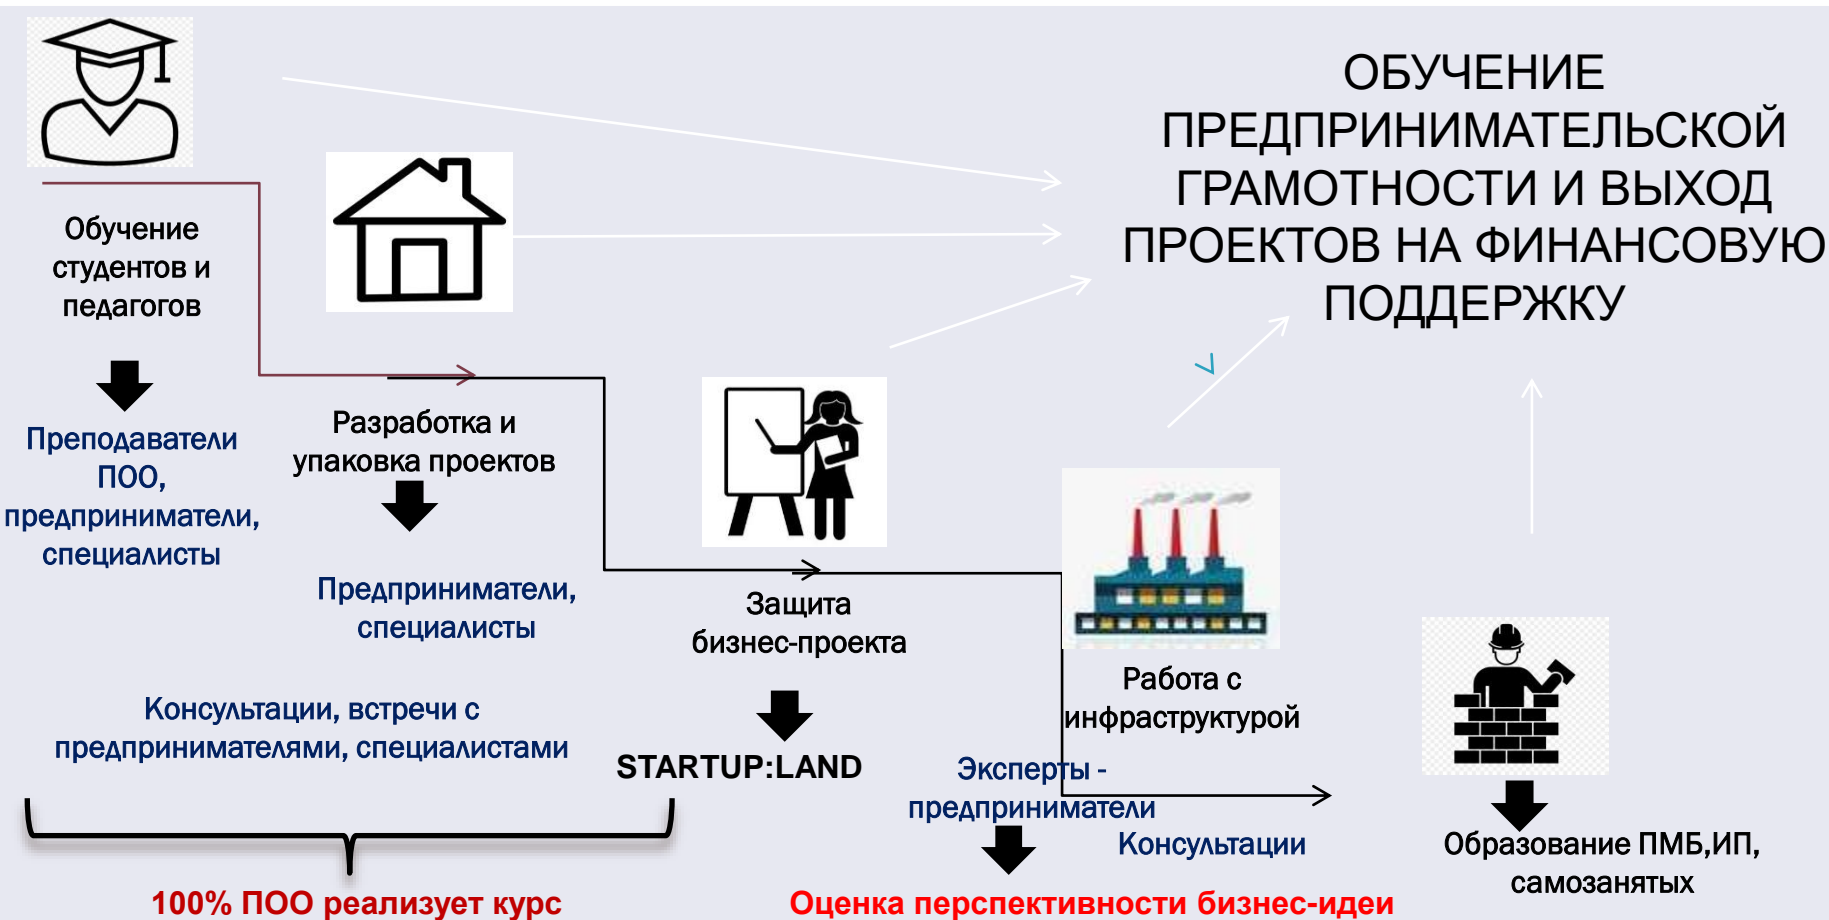 ОБУЧЕНИЕ
ПРЕДПРИНИМАТЕЛЬСКОЙ
ГРАМОТНОСТИ И ВЫХОД
ПРОЕКТОВ НА ФИНАНСОВУЮ
ПОДДЕРЖКУ
Обучение
студентов и
педагогов
Преподаватели
ПОО,
предприниматели,
специалисты
Разработка и
упаковка проектов
Предприниматели,
специалисты
Консультации, встречи с
предпринимателями, специалистами
100% ПОО реализует курс
Защита
бизнес-проекта
STARTUP:LAND
Работа с
инфраструктурой
Эксперты -
предприниматели
Консультации
Оценка перспективности бизнес-идеи
Образование ПМБ,ИП,
самозанятых